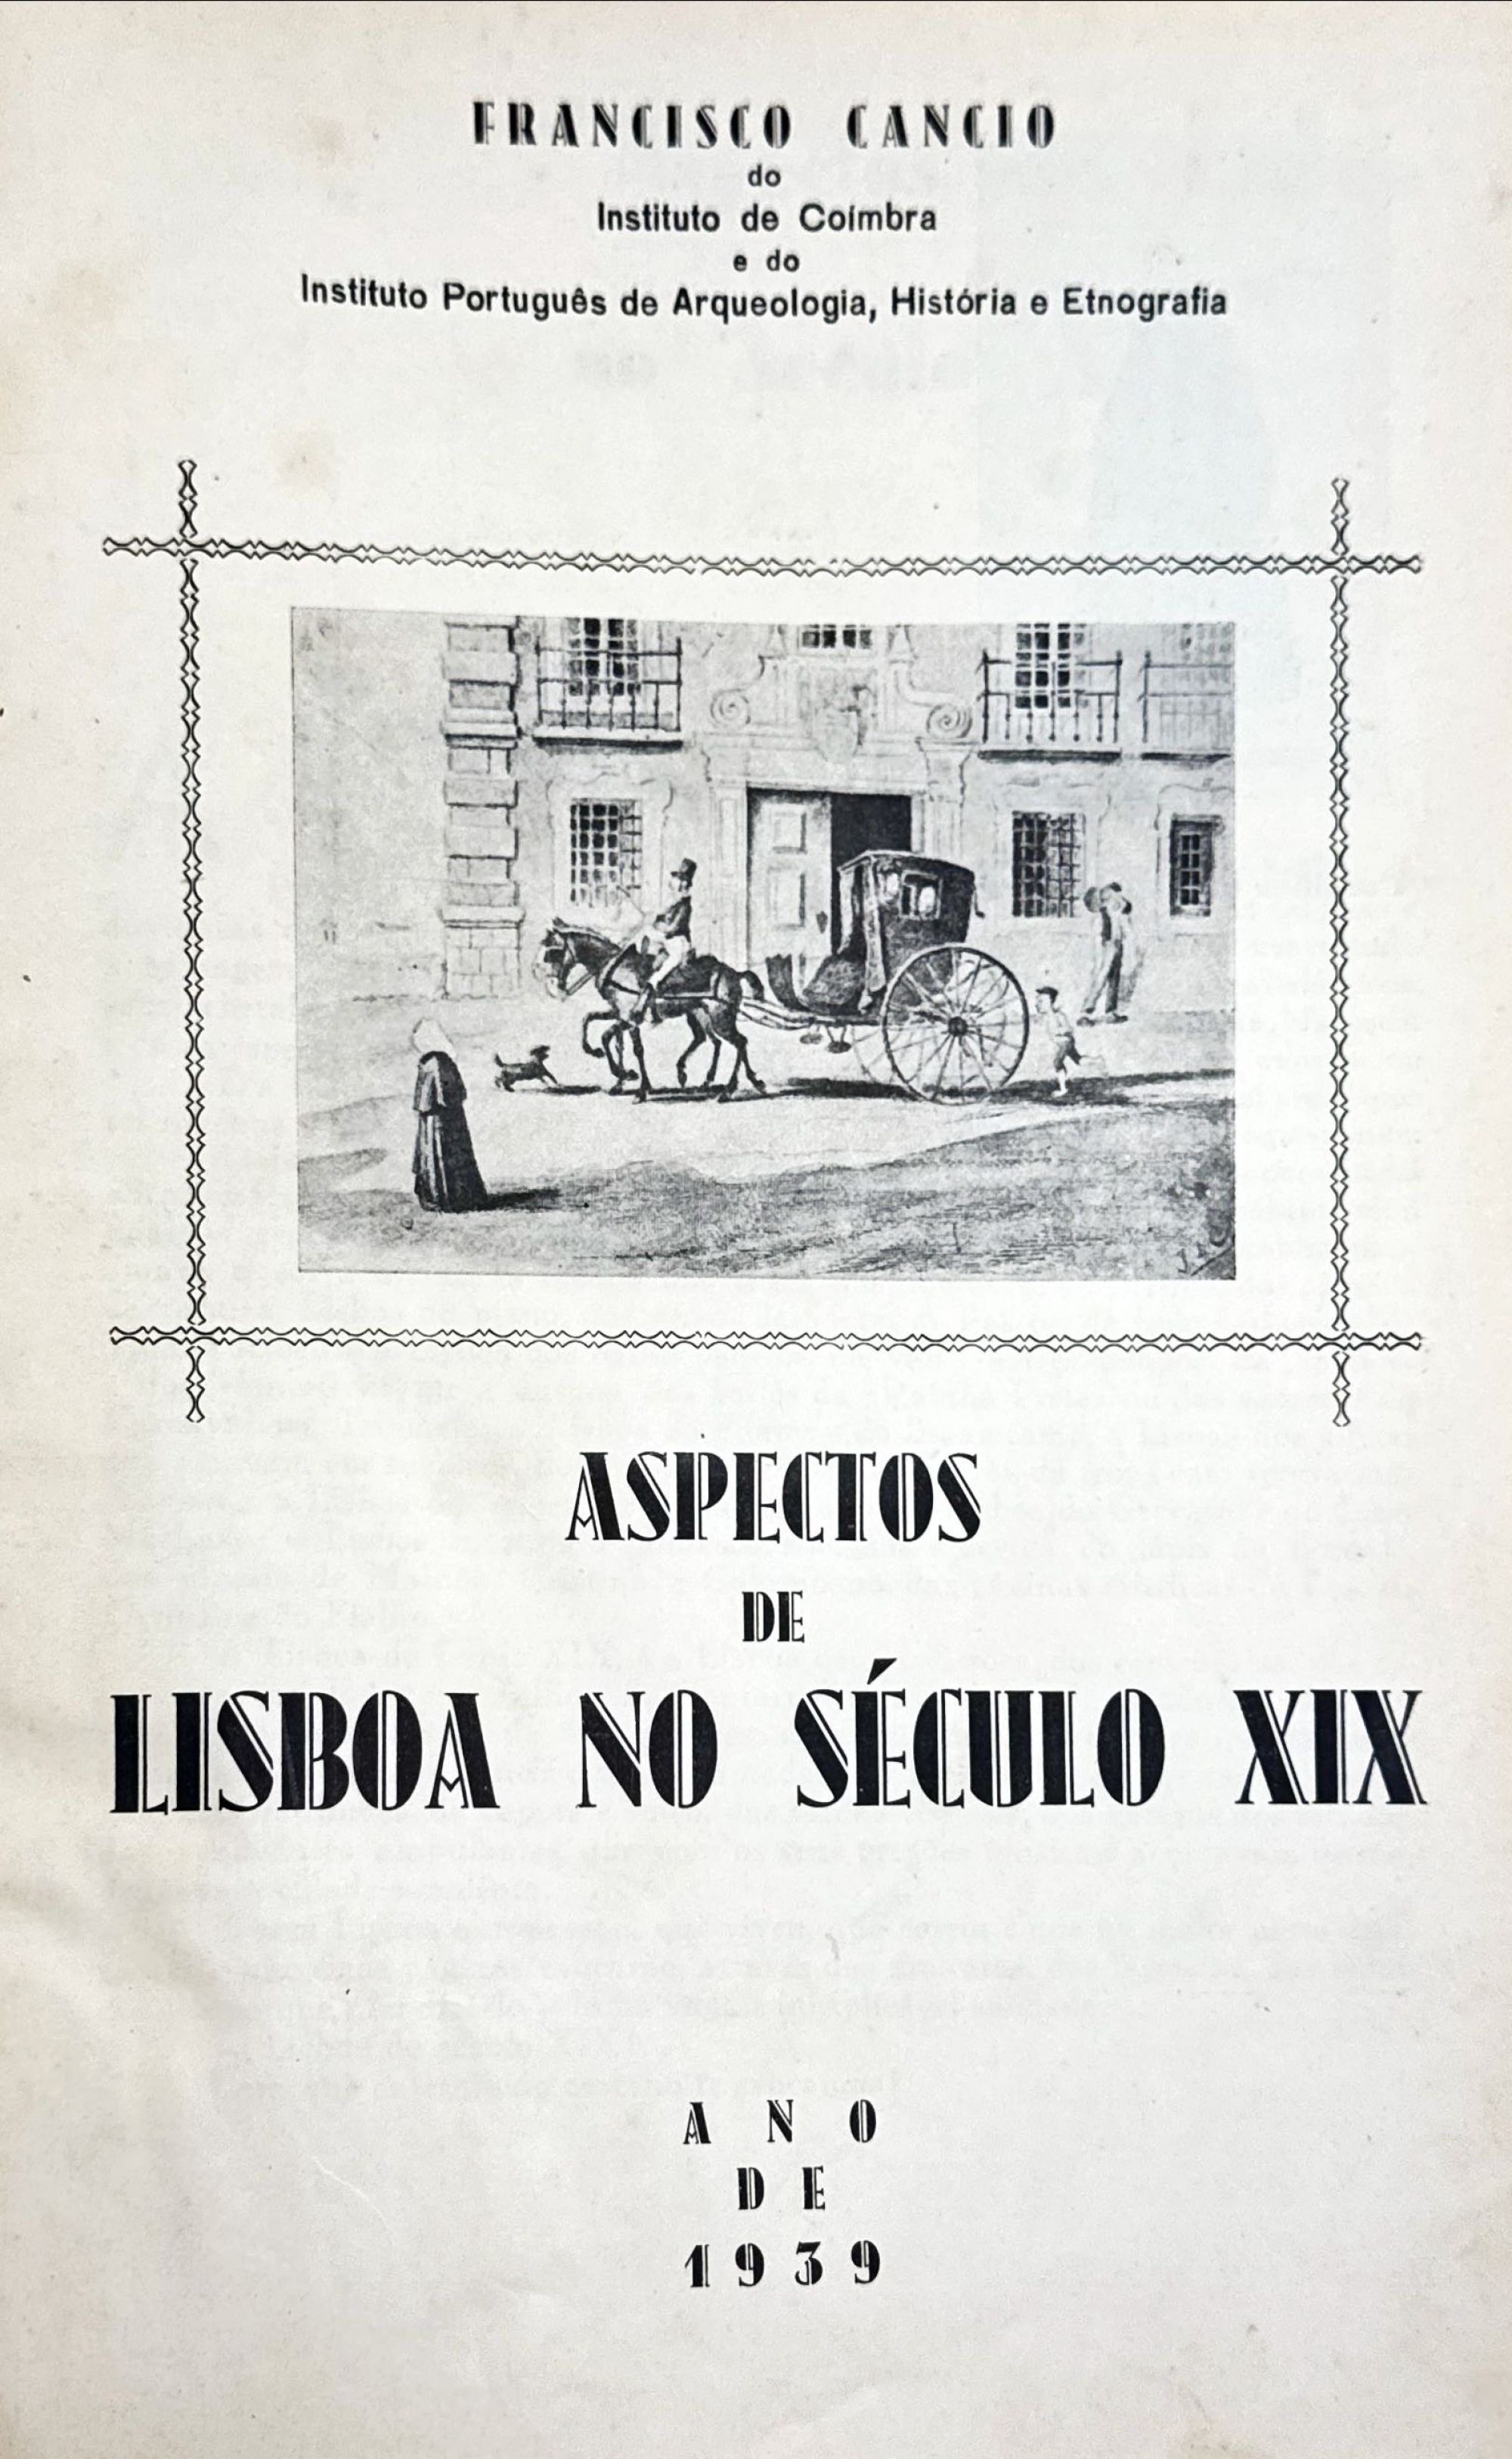 FRANCISCO CANCIO
do
Instituto de Coímbra
e do
Instituto Português de Arqueologia, História e Etnografia
ASPECTOS
DE
LISBOA NO SÉCULO XIX
ANO
DE
1939